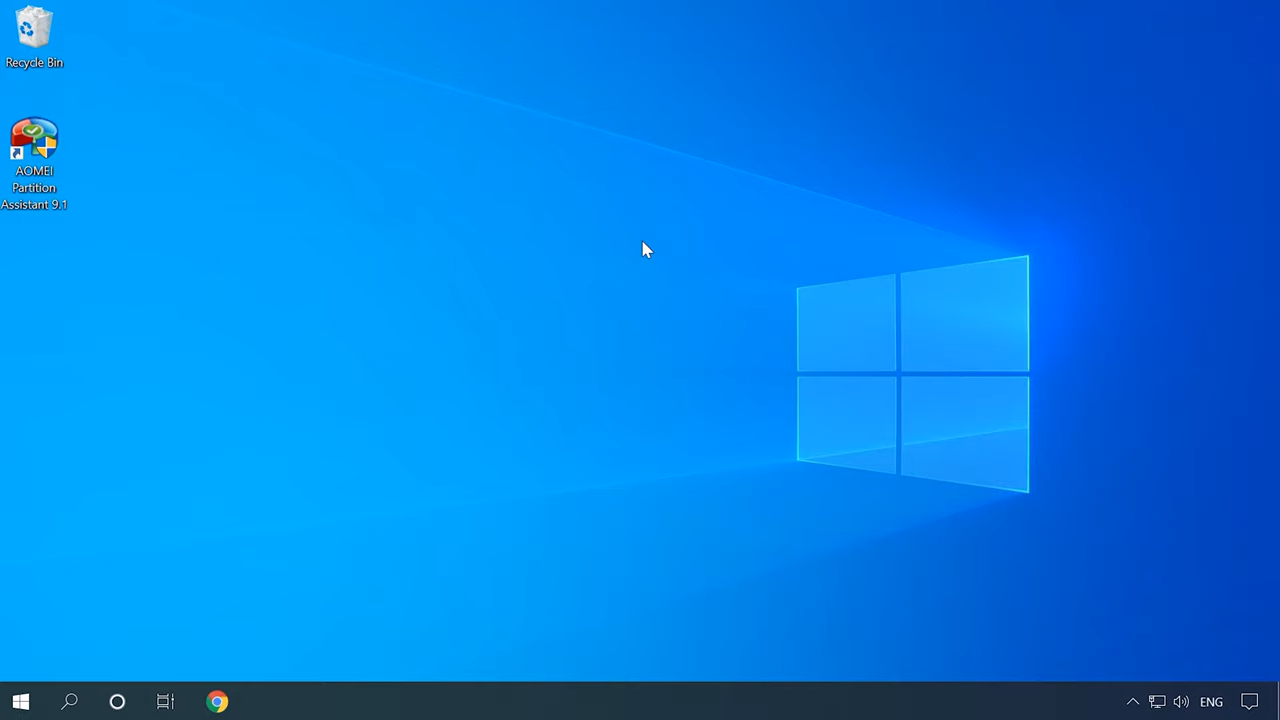 Recycle Bin
AOMEI
Partition
Assistant 9.1
ENG